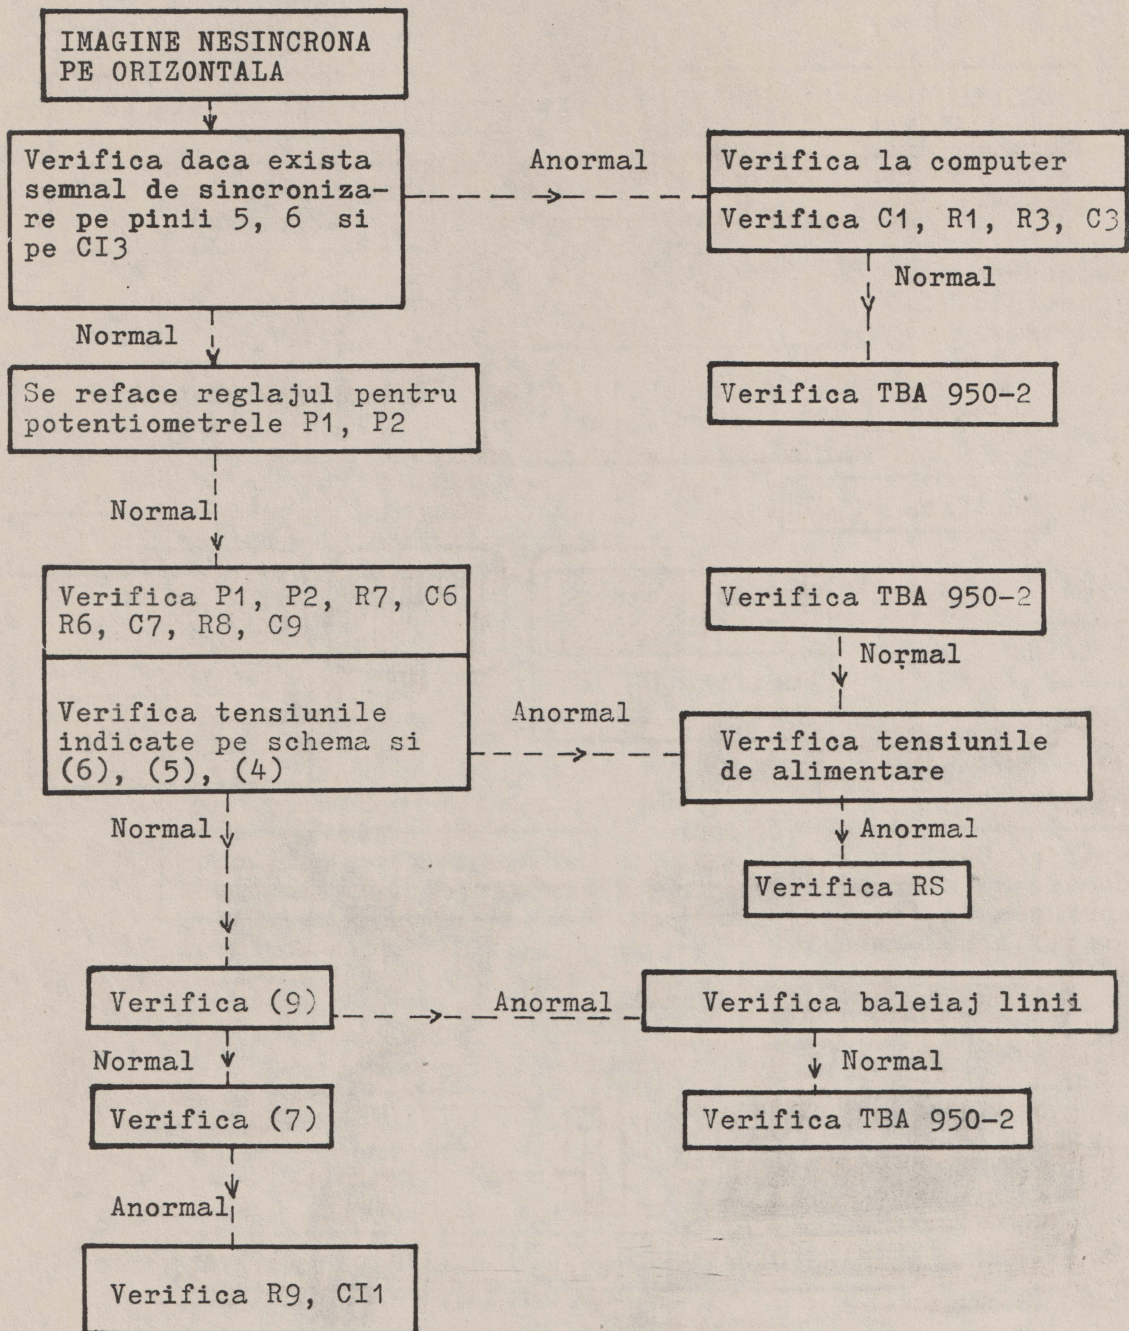 IMAGINE NESINCRONA
PE ORIZONTALA
Verifica daca exista
semnal de sincroniza-
re pe pinii 5, 6 si
pe CI3
Anormal
Verifica la computer
Verifica C1, R1, R3, C3
Normal
Normal
Se reface reglajul pentru
potentiometrele P1, P2
Verifica TBA 950-2
Normal
Verifica P1, P2, R7, C6
R6, C7, R8, C9
Verifica tensiunile
indicate pe schema si
(6), (5), (4)
Anormal
Verifica TBA 950-2
Normal
Verifica tensiunile
de alimentare
Anormal
Verifica RS
Normal
Verifica (9)
Anormal
Verifica baleiaj linii
Normal
Verifica TBA 950-2
Normal
Verifica (7)
Anormal
Verifica R9, CI1